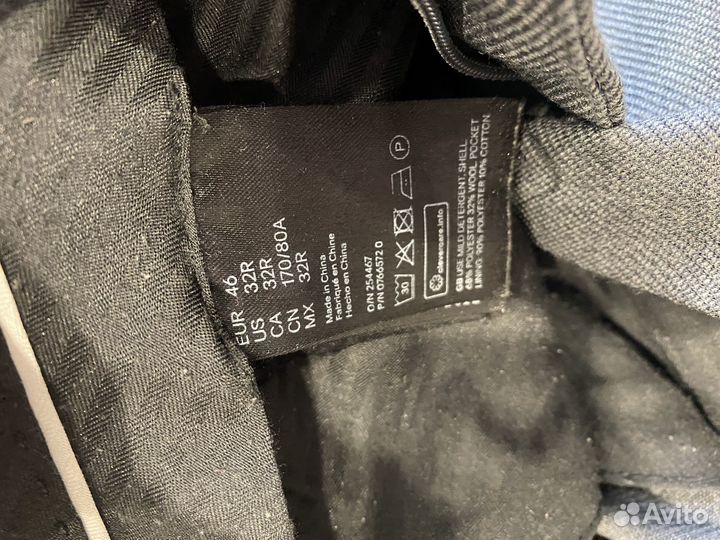 EUR 46
US 32R
CA 32R
CN 170/80A
MX 32R
Made in China
Fabriqué en Chine
Hecho en China
O/N 254467
P/N 0766572 0
30
P
clevercare.info
GB USE MILD DETERGENT. SHELL
68% POLYESTER 32% WOOL. POCKET
LINING. 90% POLYESTER 10% COTTON.
Avito